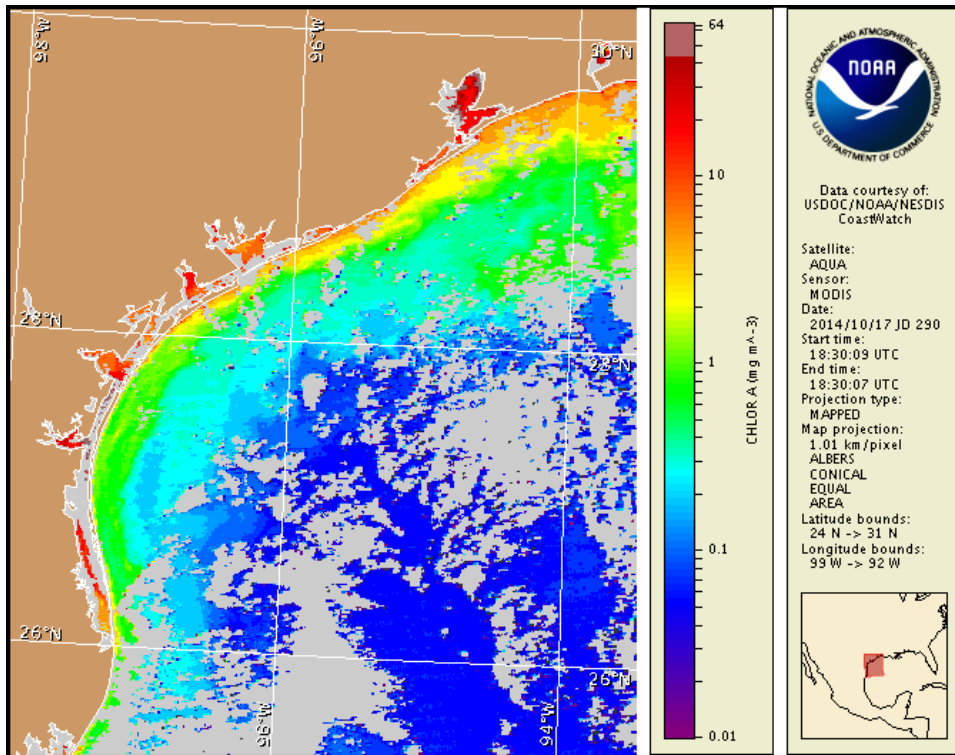 98°W
96°W
30°N
28°N
28°N
26°N
26°N
96°W
94°W
64
10
1
0.1
0.01
CHLOR A (mg m^-3)
NATIONAL OCEANIC AND ATMOSPHERIC ADMINISTRATION
NOAA
U.S. DEPARTMENT OF COMMERCE
Data courtesy of:
USDOC/NOAA/NESDIS
CoastWatch
Satellite:
AQUA
Sensor:
MODIS
Date:
2014/10/17 JD 290
Start time:
18:30:09 UTC
End time:
18:30:07 UTC
Projection type:
MAPPED
Map projection:
1.01 km/pixel
ALBERS
CONICAL
EQUAL
AREA
Latitude bounds:
24 N -> 31 N
Longitude bounds:
99 W -> 92 W